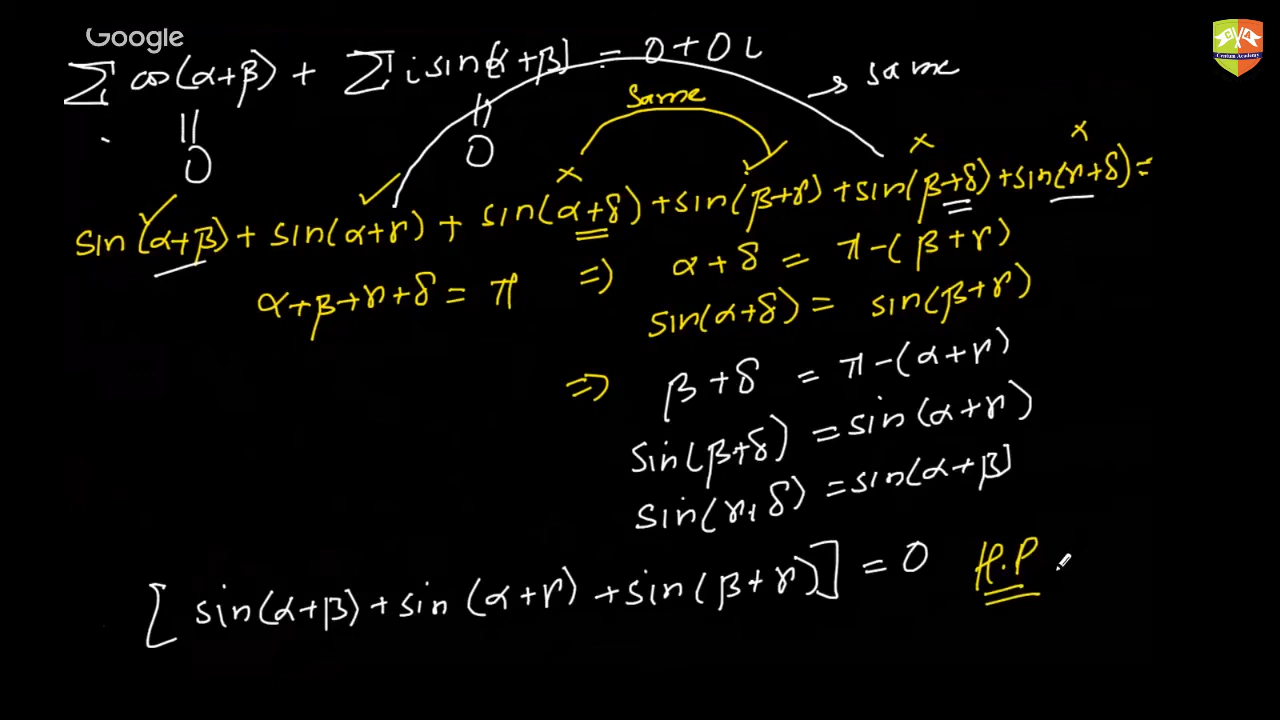 Google
∑ cos(α+β) + ∑ i sin(α+β) = 0 + 0 i
→ same
same
|| ||
0 0
sin(α+β) + sin(α+γ) + sin(α+δ) + sin(β+γ) + sin(β+δ) + sin(γ+δ) =
α+β+γ+δ = π ⇒ α+δ = π-(β+γ)
sin(α+δ) = sin(β+γ)
⇒ β+δ = π-(α+γ)
sin(β+δ) = sin(α+γ)
sin(γ+δ) = sin(α+β)
[ sin(α+β) + sin(α+γ) + sin(β+γ) ] = 0 H.P